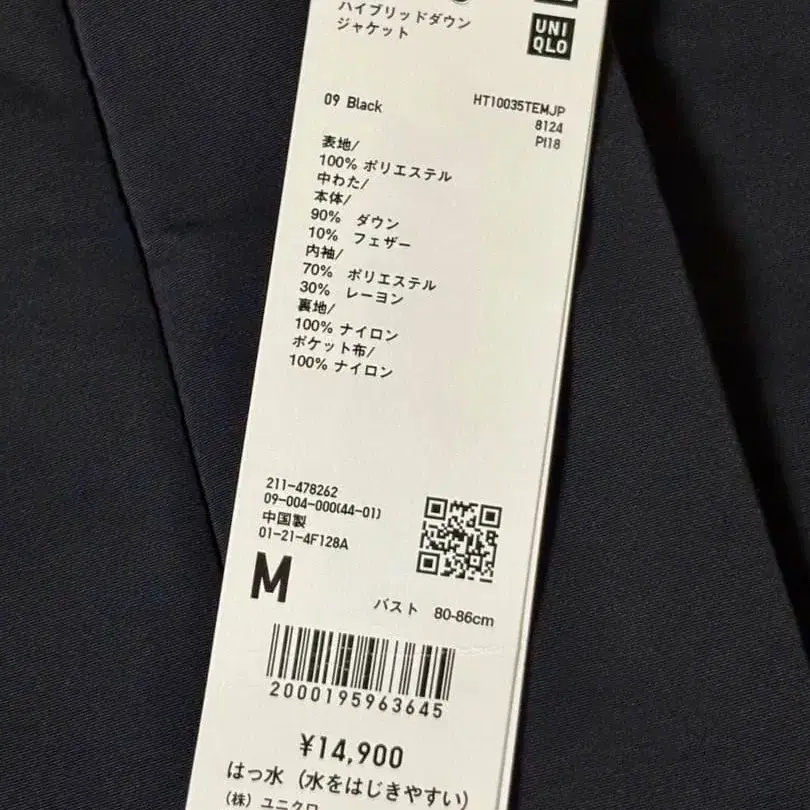 ハイブリッドダウン
ジャケット
UNI
QLO
09 Black
HT10035TEMJP
8124
Pt18
表地/
100% ポリエステル
中わた/
本体/
90% ダウン
10% フェザー
内袖/
70% ポリエステル
30% レーヨン
裏地/
100% ナイロン
ポケット布/
100% ナイロン
211-478262
09-004-000(44-01)
中国製
01-21-4F128A
M
バスト 80-86cm
2000195963645
¥14,900
はっ水（水をはじきやすい）
（株）ユニクロ